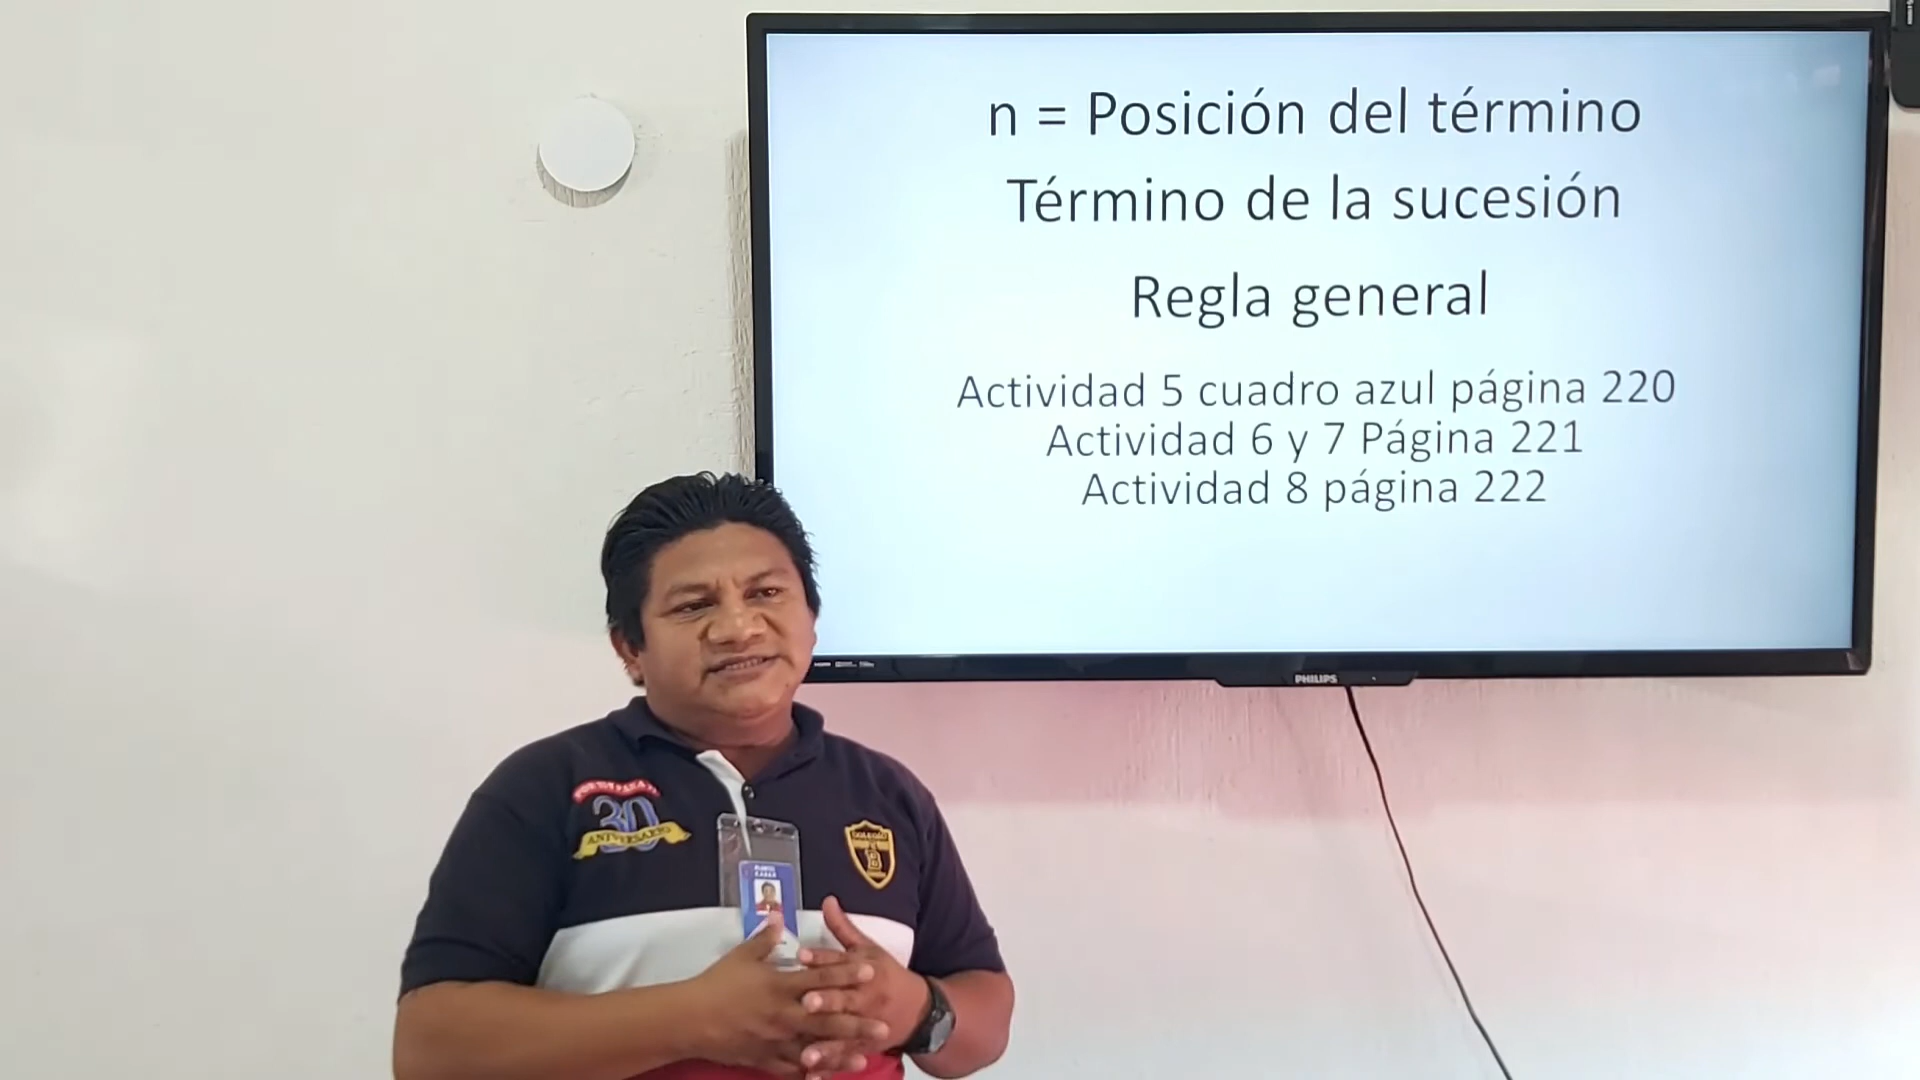 n = Posición del término
Término de la sucesión
Regla general
Actividad 5 cuadro azul página 220
Actividad 6 y 7 Página 221
Actividad 8 página 222
PHILIPS
30
ANIVERSARIO
COLEGIO